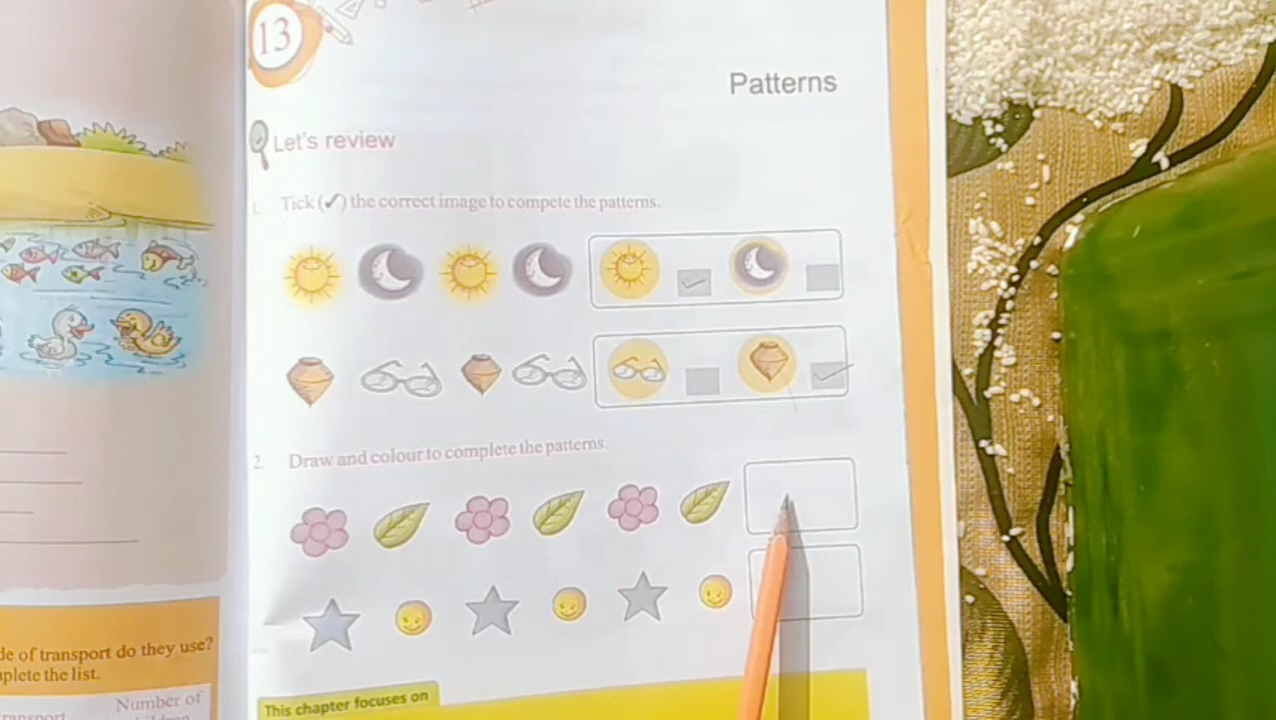 13
Patterns
Let's review
1. Tick (✓) the correct image to compete the patterns.
2. Draw and colour to complete the patterns.
This chapter focuses on
de of transport do they use?
plete the list.
Number of
ransport